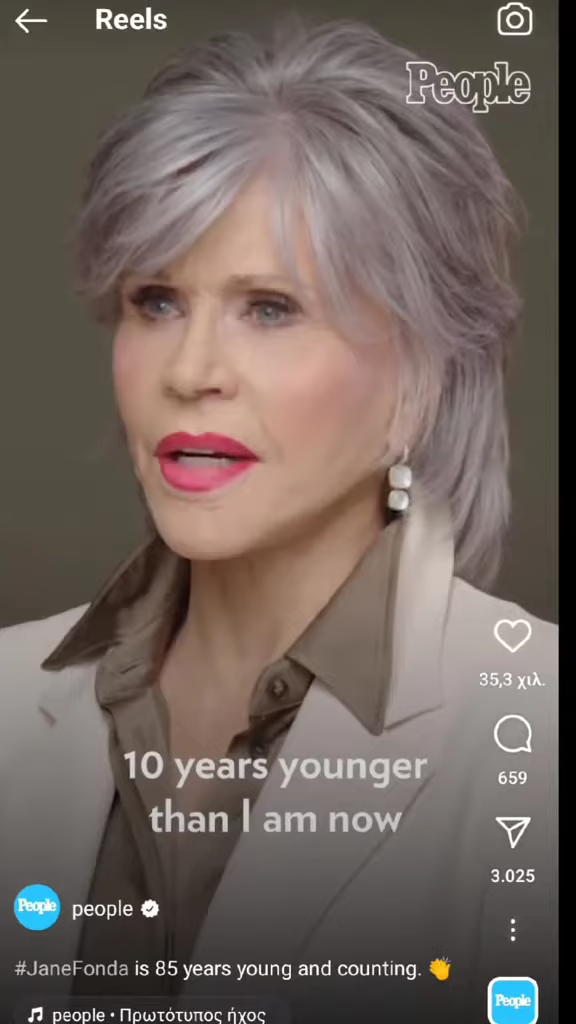 Reels
People
35,3 χιλ.
659
3.025
10 years younger
than I am now
People
people
#JaneFonda is 85 years young and counting. 👏
People
people • Πρωτότυπος ήχος